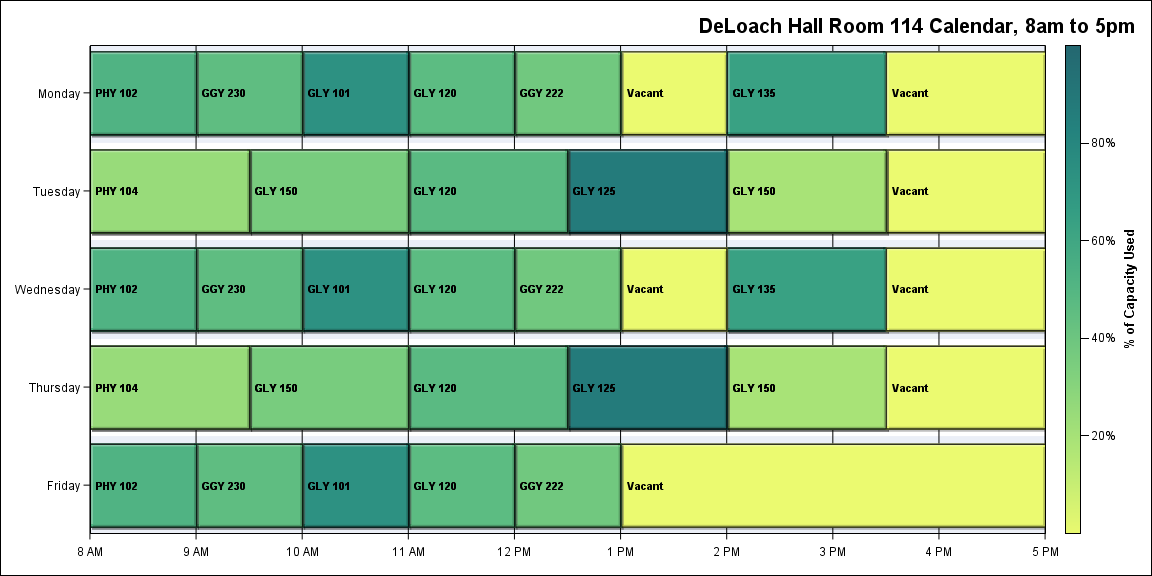 DeLoach Hall Room 114 Calendar, 8am to 5pm
Monday
PHY 102
GGY 230
GLY 101
GLY 120
GGY 222
Vacant
GLY 135
Vacant
Tuesday
PHY 104
GLY 150
GLY 120
GLY 125
GLY 150
Vacant
Wednesday
PHY 102
GGY 230
GLY 101
GLY 120
GGY 222
Vacant
GLY 135
Vacant
Thursday
PHY 104
GLY 150
GLY 120
GLY 125
GLY 150
Vacant
Friday
PHY 102
GGY 230
GLY 101
GLY 120
GGY 222
Vacant
8 AM
9 AM
10 AM
11 AM
12 PM
1 PM
2 PM
3 PM
4 PM
5 PM
80%
60%
40%
20%
% of Capacity Used